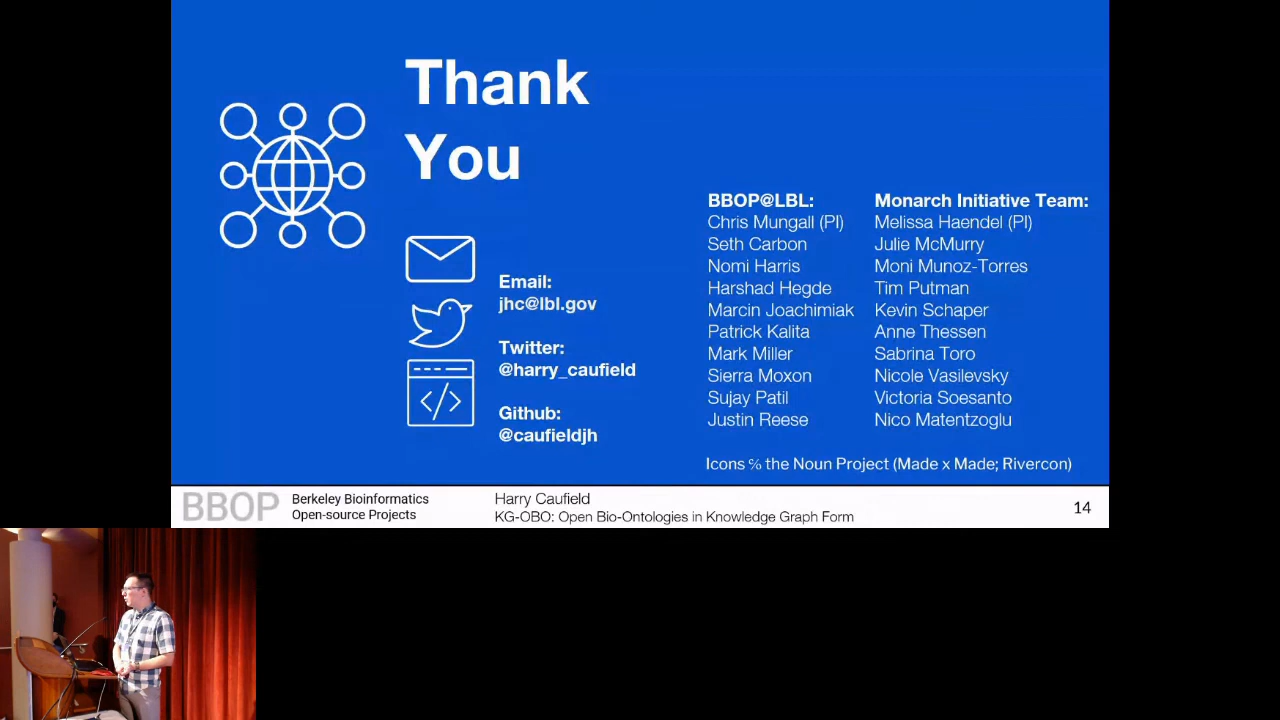 Thank
You
Email:
jhc@lbl.gov
Twitter:
@harry_caufield
Github:
@caufieldjh
BBOP@LBL:
Chris Mungall (PI)
Seth Carbon
Nomi Harris
Harshad Hegde
Marcin Joachimiak
Patrick Kalita
Mark Miller
Sierra Moxon
Sujay Patil
Justin Reese
Monarch Initiative Team:
Melissa Haendel (PI)
Julie McMurry
Moni Munoz-Torres
Tim Putman
Kevin Schaper
Anne Thessen
Sabrina Toro
Nicole Vasilevsky
Victoria Soesanto
Nico Matentzoglu
Icons ℅ the Noun Project (Made x Made; Rivercon)
BBOP
Berkeley Bioinformatics
Open-source Projects
Harry Caufield
KG-OBO: Open Bio-Ontologies in Knowledge Graph Form
14